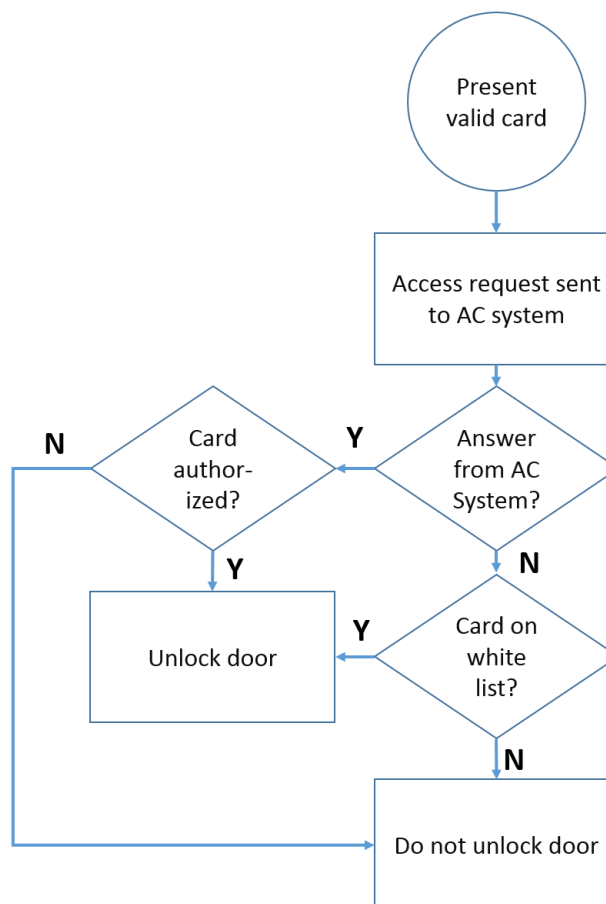 Present
valid card
Access request sent
to AC system
N
Card
author-
ized?
Y
Answer
from AC
System?
Y
N
Unlock door
Y
Card on
white
list?
N
Do not unlock door